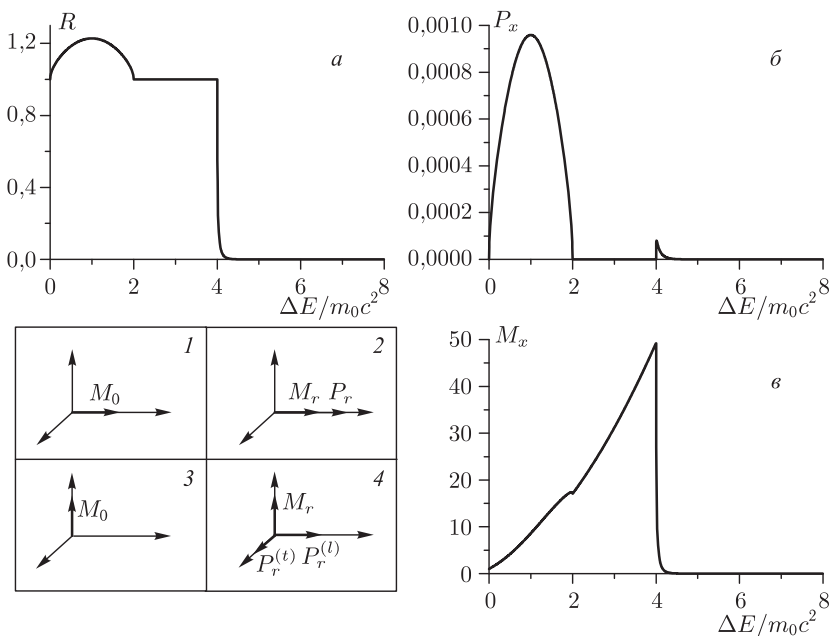 R
1,2
0,8
0,4
0,0
0 2 4 6 8
ΔE/m₀c²
а
Pₓ
0,0010
0,0008
0,0006
0,0004
0,0002
0,0000
0 2 4 6 8
ΔE/m₀c²
б
1
M₀
2
Mᵣ Pᵣ
3
M₀
4
Mᵣ
Pᵣ⁽ᵗ⁾ Pᵣ⁽ˡ⁾
Mₓ
50
40
30
20
10
0
0 2 4 6 8
ΔE/m₀c²
в